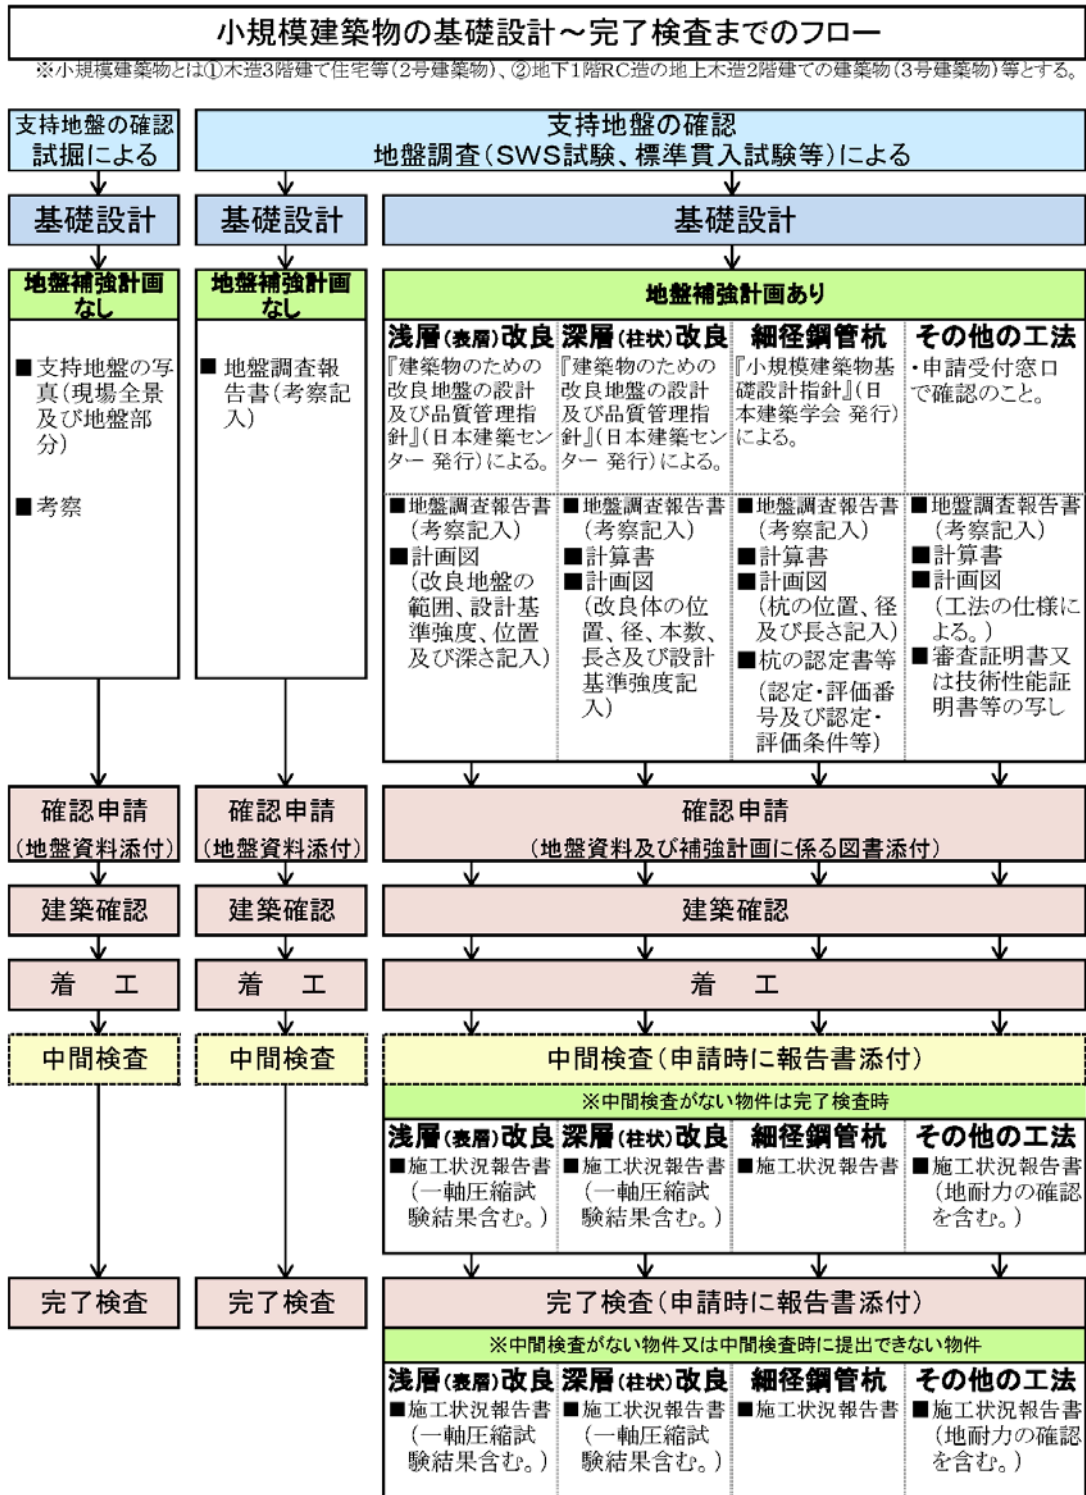 小規模建築物の基礎設計～完了検査までのフロー
※小規模建築物とは①木造3階建て住宅等(2号建築物)、②地下1階RC造の地上木造2階建ての建築物(3号建築物)等とする。
支持地盤の確認
試掘による
支持地盤の確認
地盤調査(SWS試験、標準貫入試験等)による
基礎設計
基礎設計
基礎設計
地盤補強計画
なし
地盤補強計画
なし
地盤補強計画あり
■支持地盤の写
真(現場全景
及び地盤部
分)
■考察
■地盤調査報
告書(考察記
入)
浅層(表層)改良
『建築物のための
改良地盤の設計
及び品質管理指
針』(日本建築セン
ター 発行)による。
■地盤調査報告書
(考察記入)
■計画図
(改良地盤の
範囲、設計基
準強度、位置
及び深さ記入)
深層(柱状)改良
『建築物のための
改良地盤の設計
及び品質管理指
針』(日本建築セン
ター 発行)による。
■地盤調査報告書
(考察記入)
■計算書
■計画図
(改良体の位
置、径、本数、
長さ及び設計
基準強度記
入)
細径鋼管杭
『小規模建築物基
礎設計指針』(日
本建築学会 発行)
による。
■地盤調査報告書
(考察記入)
■計算書
■計画図
(杭の位置、径
及び長さ記入)
■杭の認定書等
(認定・評価番
号及び認定・
評価条件等)
その他の工法
・申請受付窓口
で確認のこと。
■地盤調査報告書
(考察記入)
■計算書
■計画図
(工法の仕様に
よる。)
■審査証明書又
は技術性能証
明書等の写し
確認申請
(地盤資料添付)
確認申請
(地盤資料添付)
確認申請
(地盤資料及び補強計画に係る図書添付)
建築確認
建築確認
建築確認
着 工
着 工
着 工
中間検査
中間検査
中間検査(申請時に報告書添付)
※中間検査がない物件は完了検査時
浅層(表層)改良
■施工状況報告書
(一軸圧縮試
験結果含む。)
深層(柱状)改良
■施工状況報告書
(一軸圧縮試
験結果含む。)
細径鋼管杭
■施工状況報告書
その他の工法
■施工状況報告書
(地耐力の確認
を含む。)
完了検査
完了検査
完了検査(申請時に報告書添付)
※中間検査がない物件又は中間検査時に提出できない物件
浅層(表層)改良
■施工状況報告書
(一軸圧縮試
験結果含む。)
深層(柱状)改良
■施工状況報告書
(一軸圧縮試
験結果含む。)
細径鋼管杭
■施工状況報告書
その他の工法
■施工状況報告書
(地耐力の確認
を含む。)